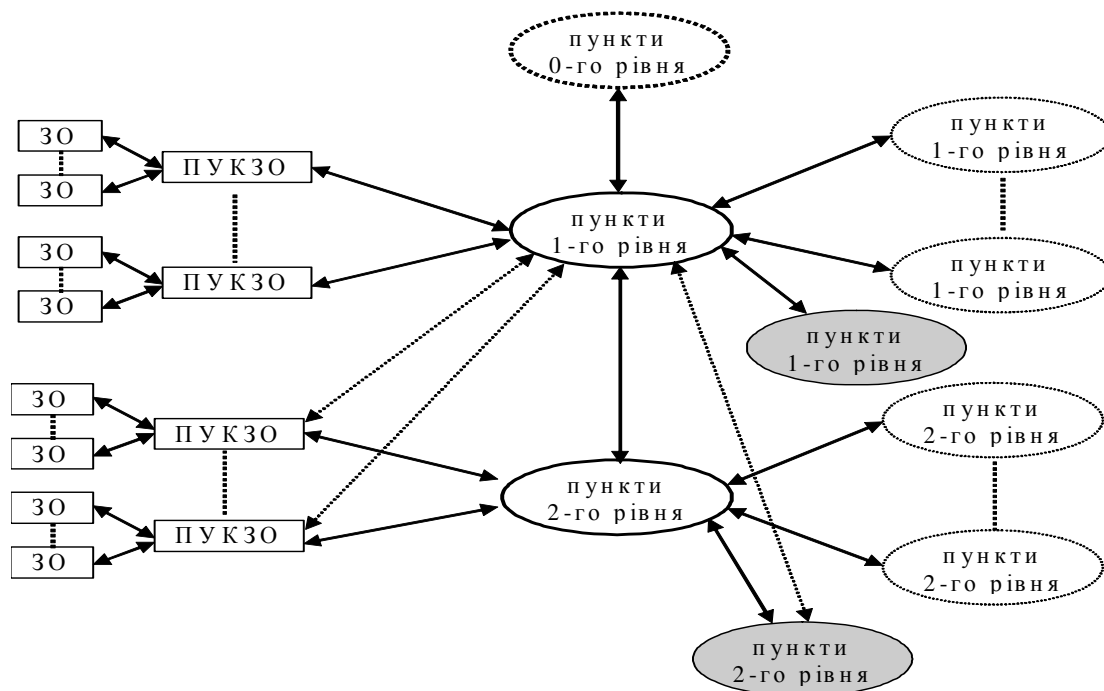 пункти
0-го рівня
ЗО
ПУКЗО
ЗО
пункти
1-го рівня
пункти
1-го рівня
ЗО
ПУКЗО
ЗО
пункти
1-го рівня
пункти
1-го рівня
ЗО
ПУКЗО
ЗО
пункти
2-го рівня
пункти
2-го рівня
ЗО
ПУКЗО
ЗО
пункти
2-го рівня
пункти
2-го рівня